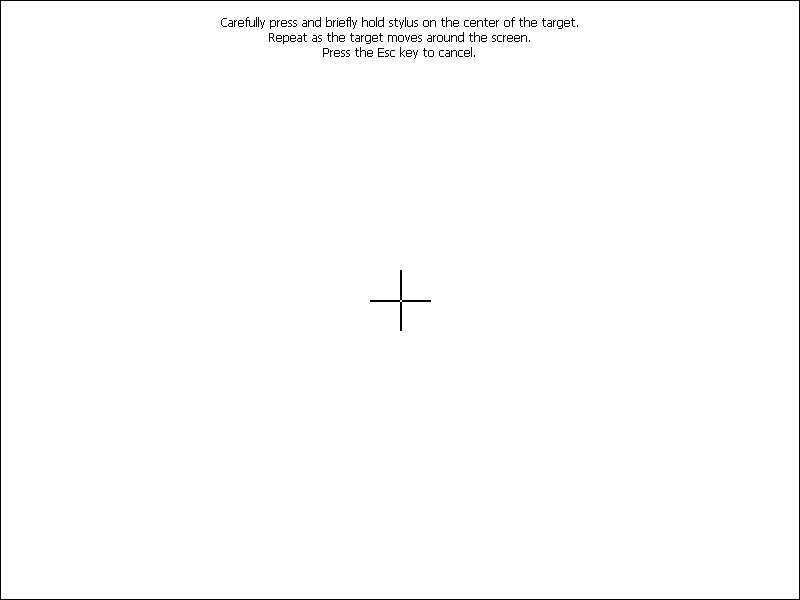 Carefully press and briefly hold stylus on the center of the target.
Repeat as the target moves around the screen.
Press the Esc key to cancel.